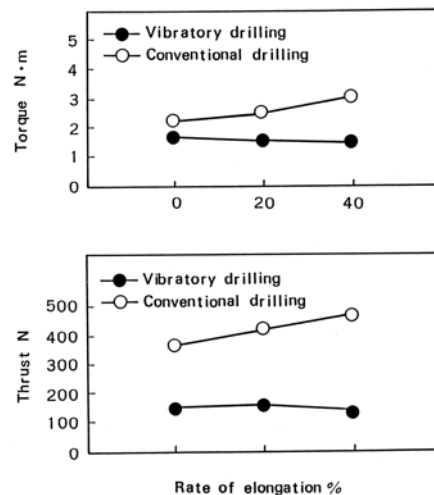 Torque N·m
5
4
3
2
1
0
Vibratory drilling
Conventional drilling
0 20 40
Thrust N
500
400
300
200
100
Vibratory drilling
Conventional drilling
Rate of elongation %